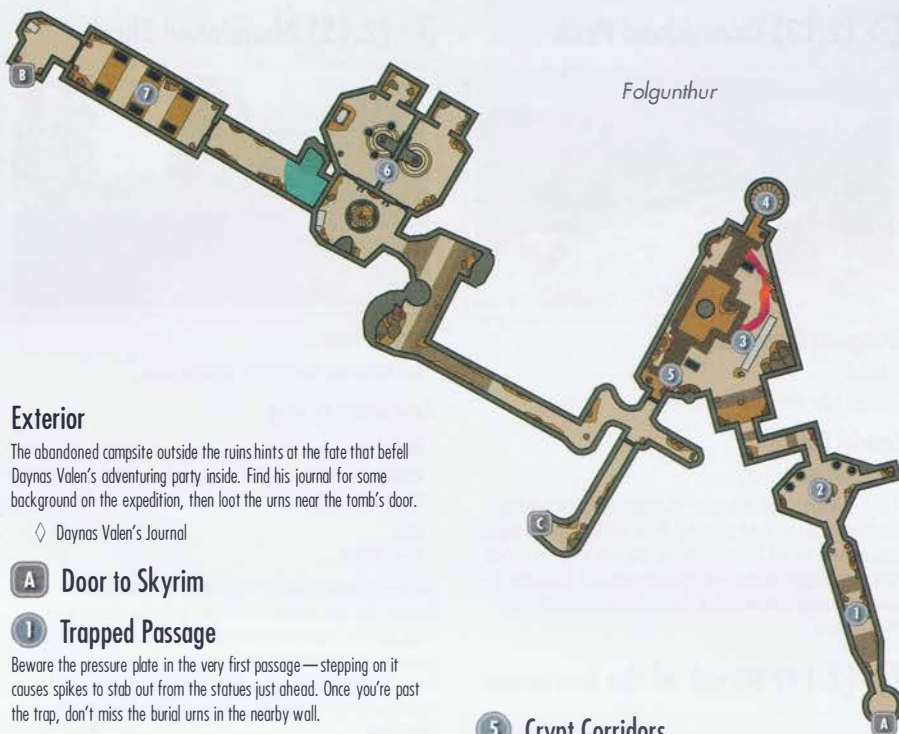 Folgunthur
B
7
6
4
3
5
2
C
1
A
Exterior
The abandoned campsite outside the ruins hints at the fate that befell
Daynas Valen's adventuring party inside. Find his journal for some
background on the expedition, then loot the urns near the tomb's door.
◊ Daynas Valen's Journal
A Door to Skyrim
1 Trapped Passage
Beware the pressure plate in the very first passage—stepping on it
causes spikes to stab out from the statues just ahead. Once you're past
the trap, don't miss the burial urns in the nearby wall.
5 Crypt Corridors